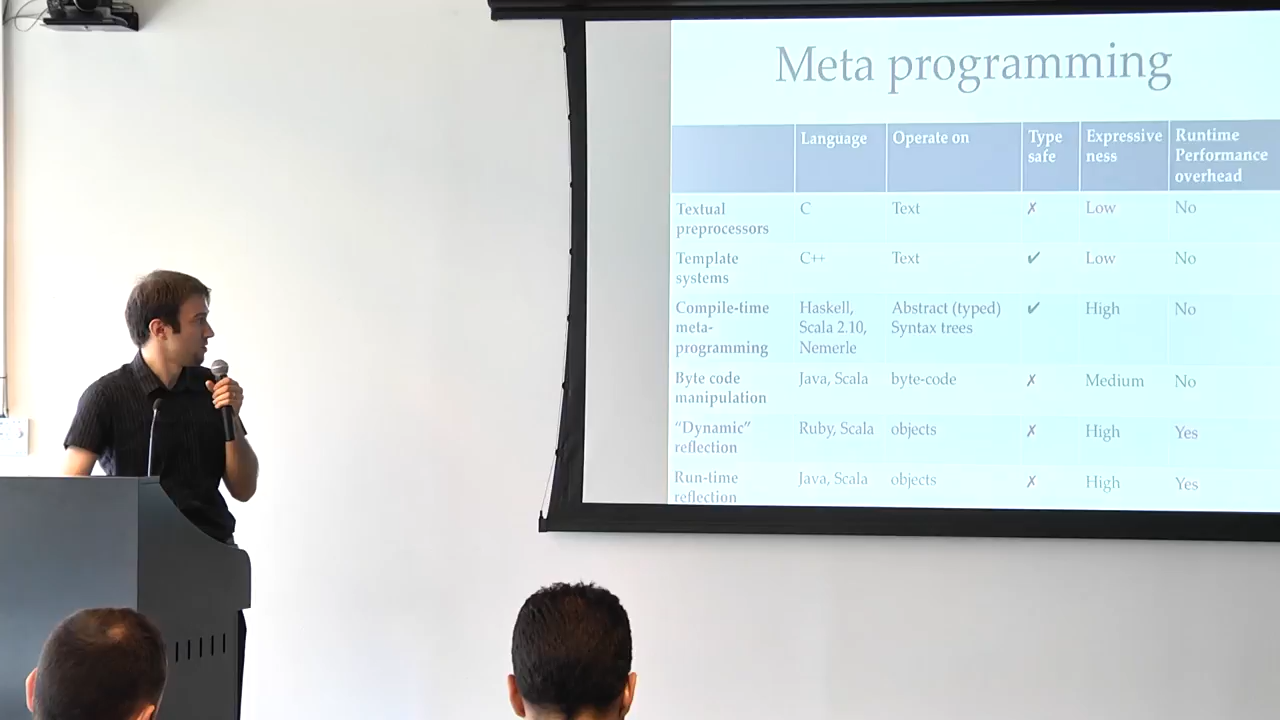 Meta programming
Language Operate on Type safe Expressive ness Runtime Performance overhead
Textual preprocessors C Text ✗ Low No
Template systems C++ Text ✔ Low No
Compile-time meta-programming Haskell, Scala 2.10, Nemerle Abstract (typed) Syntax trees ✔ High No
Byte code manipulation Java, Scala byte-code ✗ Medium No
“Dynamic” reflection Ruby, Scala objects ✗ High Yes
Run-time reflection Java, Scala objects ✗ High Yes